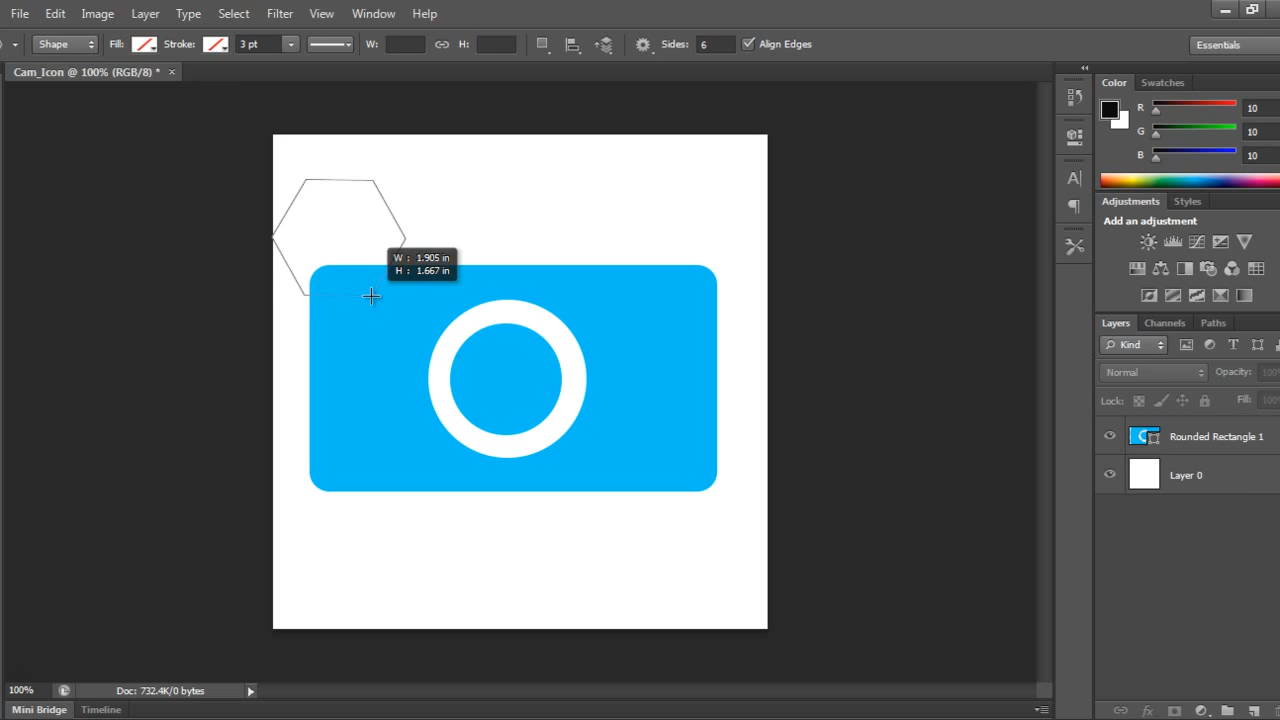 File Edit Image Layer Type Select Filter View Window Help
Shape Fill: Stroke: 3 pt W: H: Sides: 6 Align Edges Essentials
Cam_Icon @ 100% (RGB/8) * ×
Color Swatches
R 10
G 10
B 10
Adjustments Styles
Add an adjustment
W : 1.905 in
H : 1.667 in
Layers Channels Paths
Kind
Normal Opacity: 100%
Lock: Fill: 100%
Rounded Rectangle 1
Layer 0
100% Doc: 732.4K/0 bytes
Mini Bridge Timeline